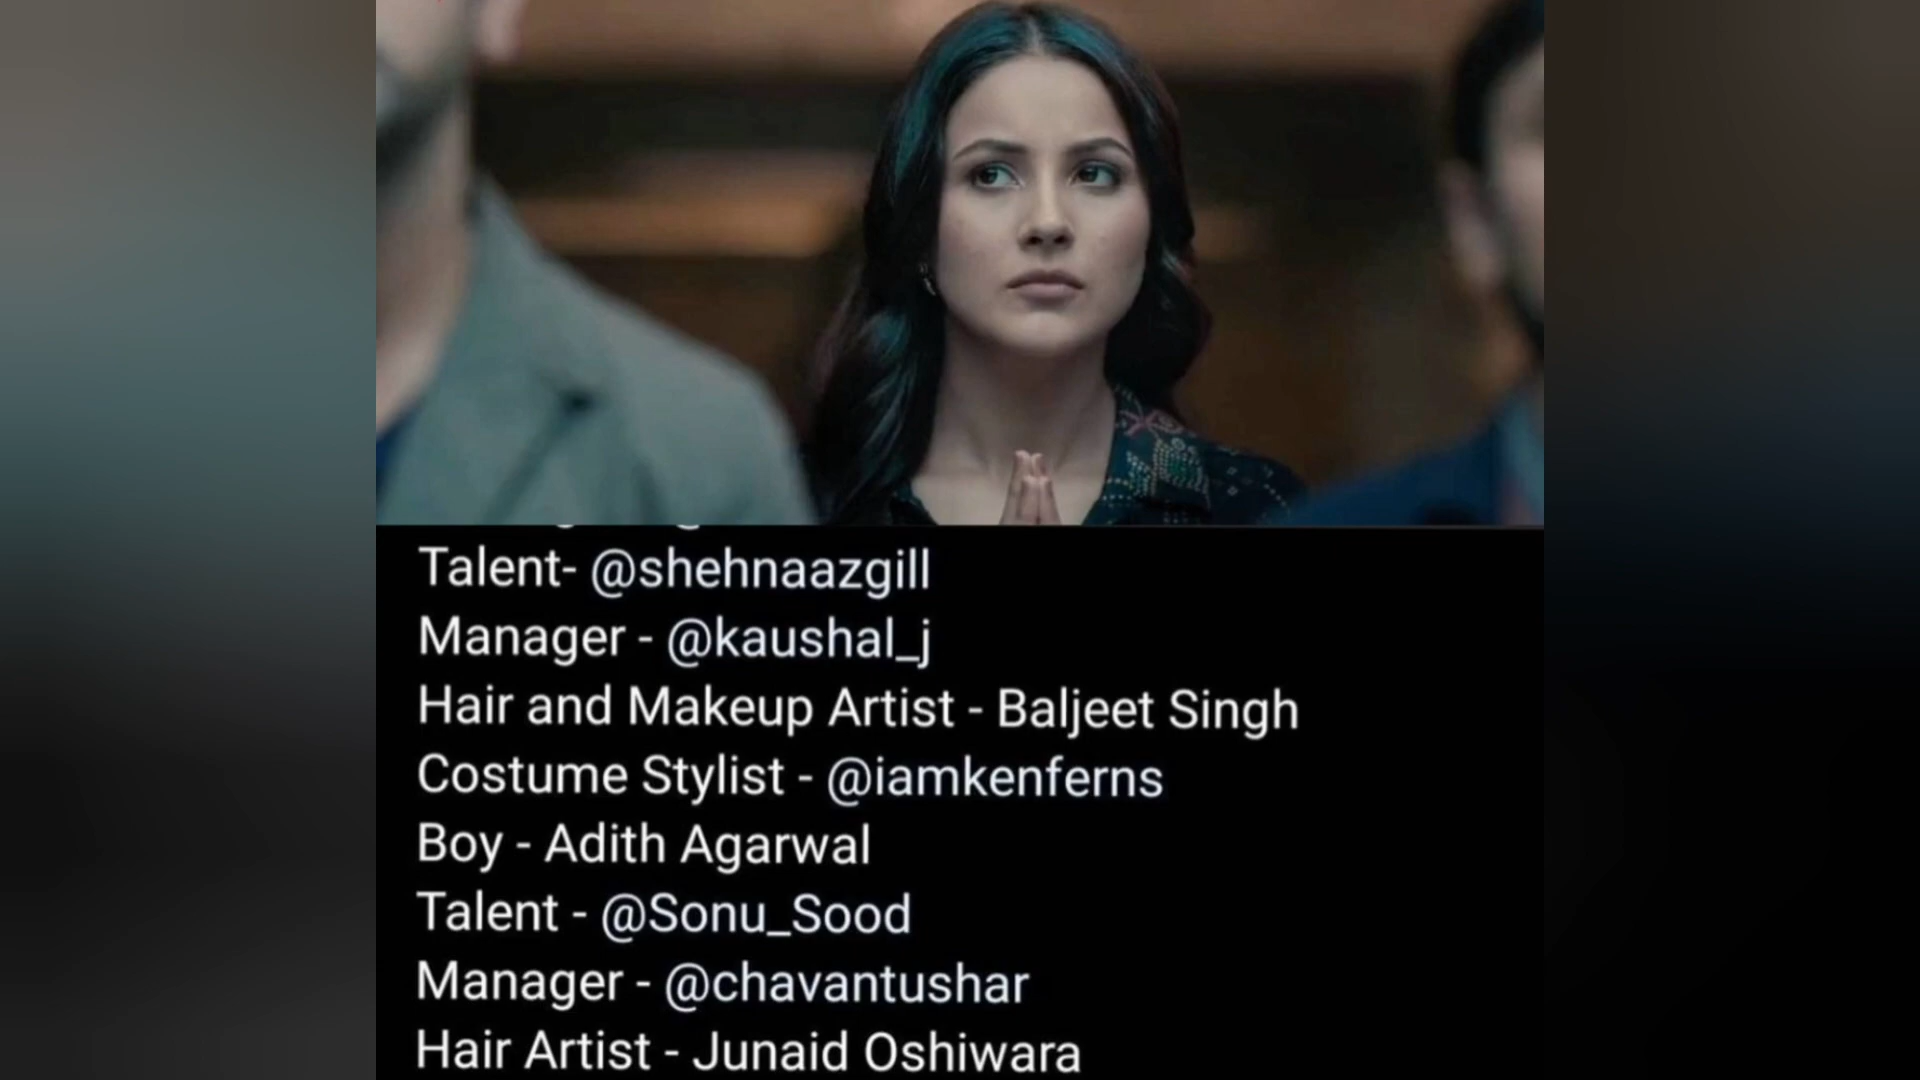 Talent- @shehnaazgill
Manager - @kaushal_j
Hair and Makeup Artist - Baljeet Singh
Costume Stylist - @iamkenferns
Boy - Adith Agarwal
Talent - @Sonu_Sood
Manager - @chavantushar
Hair Artist - Junaid Oshiwara